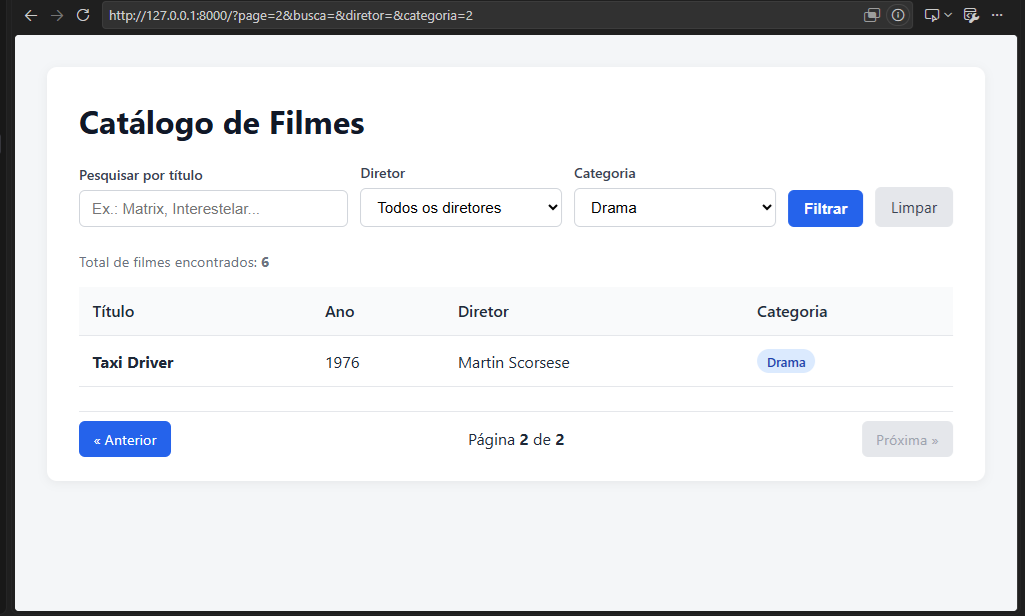 http://127.0.0.1:8000/?page=2&busca=&diretor=&categoria=2
Catálogo de Filmes
Pesquisar por título
Diretor
Categoria
Ex.: Matrix, Interestelar...
Todos os diretores
Drama
Filtrar
Limpar
Total de filmes encontrados: 6
Título Ano Diretor Categoria
Taxi Driver 1976 Martin Scorsese Drama
« Anterior
Página 2 de 2
Próxima »